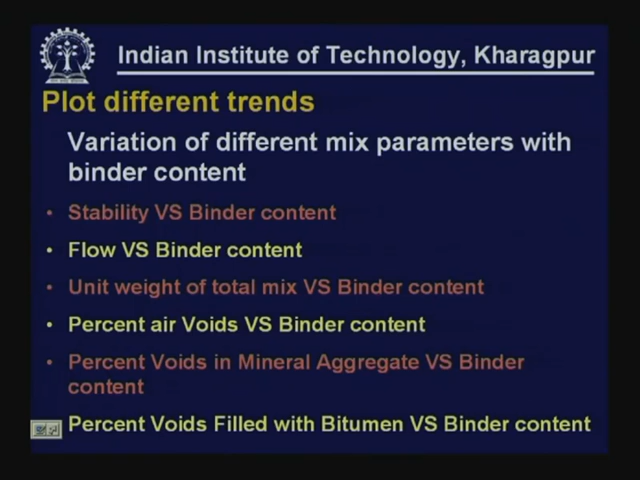 Indian Institute of Technology, Kharagpur
Plot different trends
Variation of different mix parameters with
binder content
• Stability VS Binder content
• Flow VS Binder content
• Unit weight of total mix VS Binder content
• Percent air Voids VS Binder content
• Percent Voids in Mineral Aggregate VS Binder
content
Percent Voids Filled with Bitumen VS Binder content